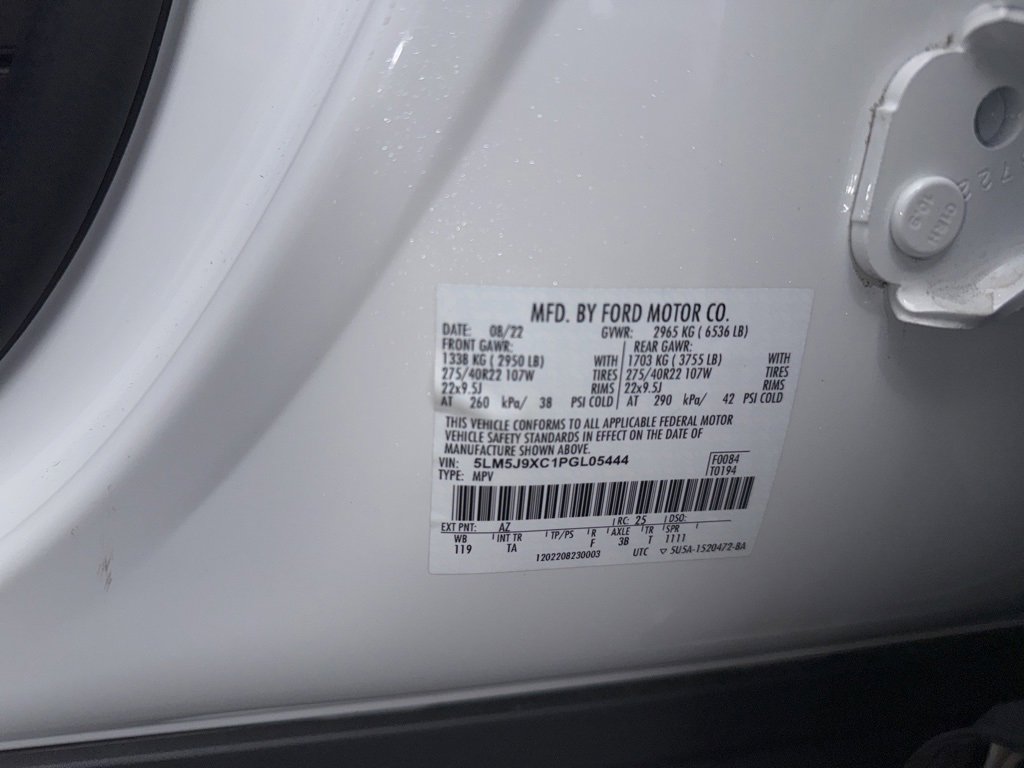 MFD. BY FORD MOTOR CO.
DATE: 08/22 GVWR: 2965 KG ( 6536 LB)
FRONT GAWR: REAR GAWR:
1338 KG ( 2950 LB) WITH 1703 KG ( 3755 LB) WITH
275/40R22 107W TIRES 275/40R22 107W TIRES
22x9.5J RIMS 22x9.5J RIMS
AT 260 kPa/ 38 PSI COLD AT 290 kPa/ 42 PSI COLD
THIS VEHICLE CONFORMS TO ALL APPLICABLE FEDERAL MOTOR
VEHICLE SAFETY STANDARDS IN EFFECT ON THE DATE OF
MANUFACTURE SHOWN ABOVE.
VIN: 5LM5J9XC1PGL05444 F0084
TYPE: MPV T0194
EXT PNT: AZ RC: 25 DSO:
WB INT TR TP/PS R AXLE TR SPR
119 TA F 3B T 1111
1202208230003 UTC ▽ 5U5A-1520472-BA
722
10.9